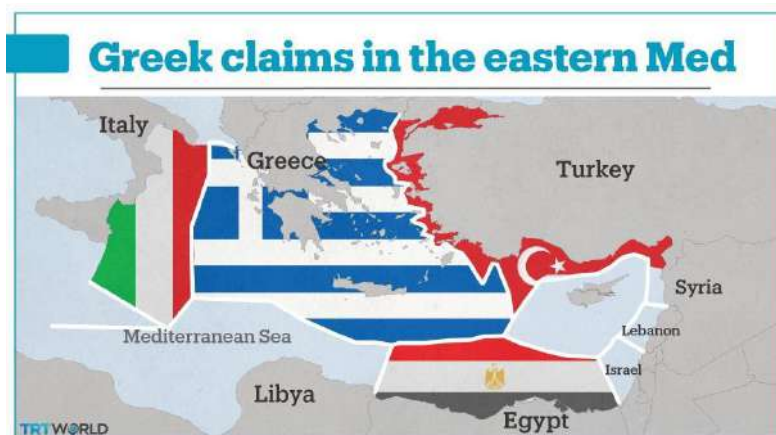 Greek claims in the eastern Med
Italy
Greece
Turkey
Syria
Mediterranean Sea
Lebanon
Israel
Libya
Egypt
TRTWORLD